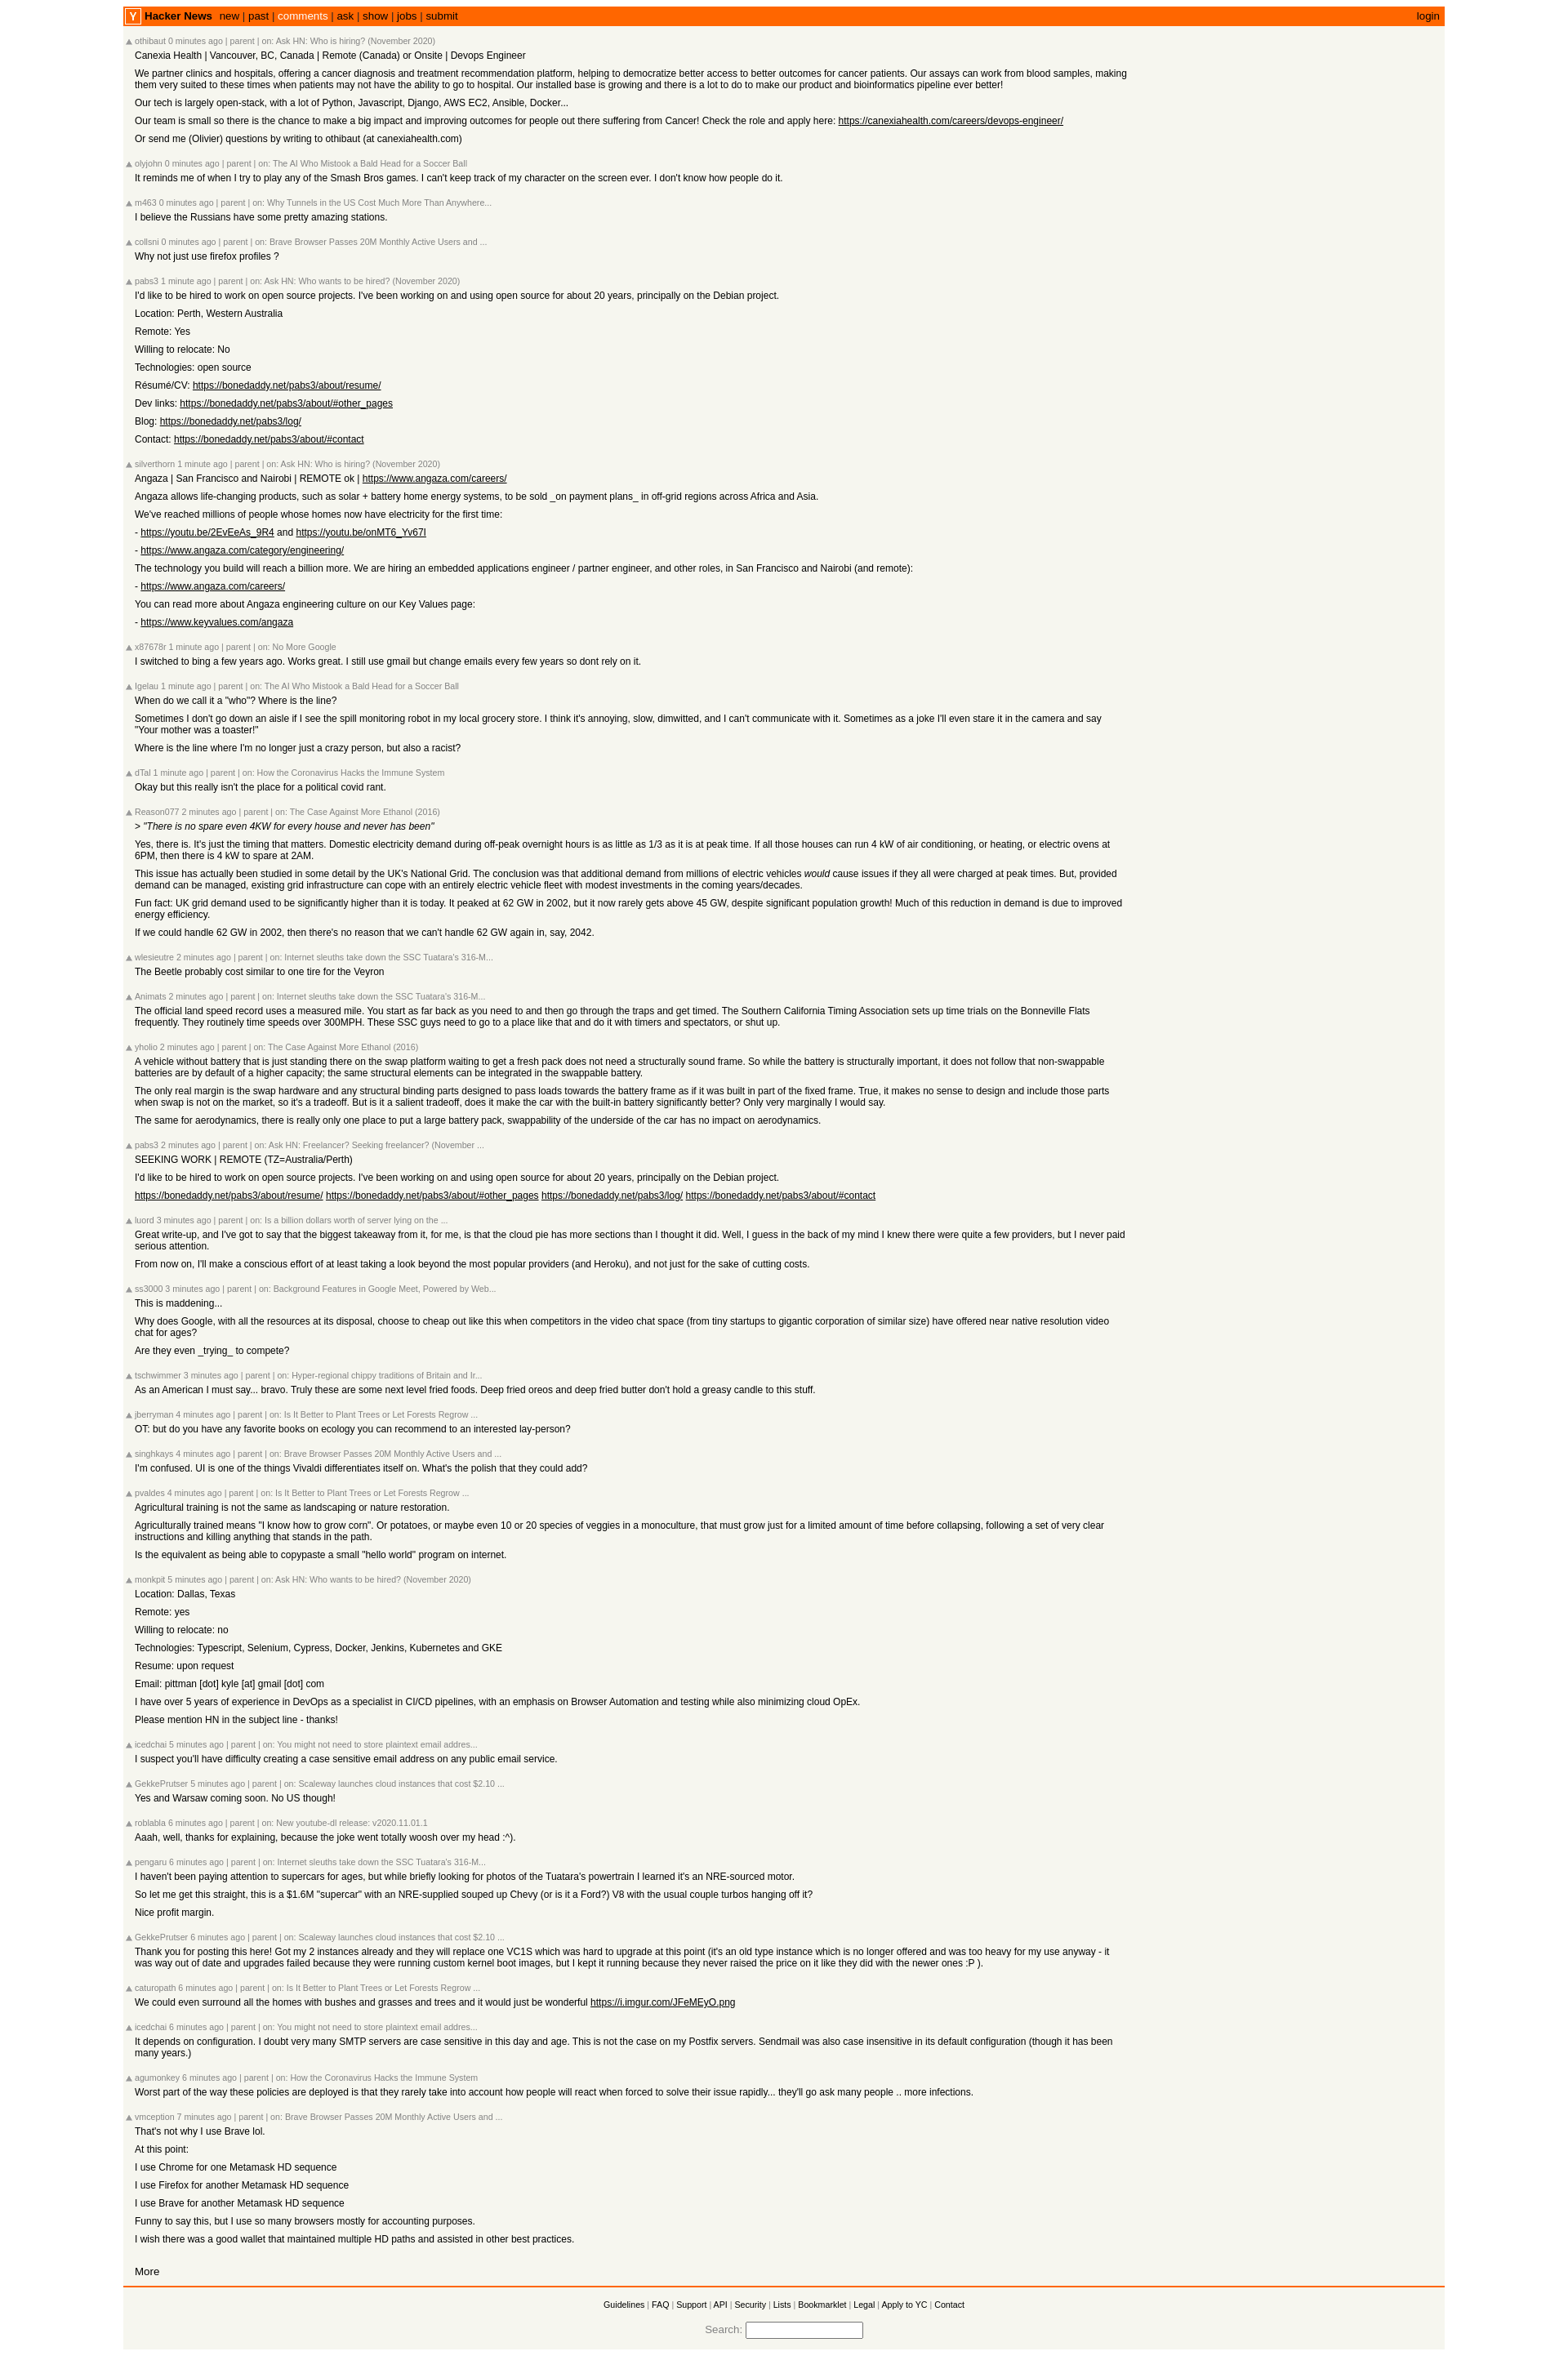 Y Hacker News new | past | comments | ask | show | jobs | submit login
othibaut 0 minutes ago | parent | on: Ask HN: Who is hiring? (November 2020)
Canexia Health | Vancouver, BC, Canada | Remote (Canada) or Onsite | Devops Engineer
We partner clinics and hospitals, offering a cancer diagnosis and treatment recommendation platform, helping to democratize better access to better outcomes for cancer patients. Our assays can work from blood samples, making
them very suited to these times when patients may not have the ability to go to hospital. Our installed base is growing and there is a lot to do to make our product and bioinformatics pipeline ever better!
Our tech is largely open-stack, with a lot of Python, Javascript, Django, AWS EC2, Ansible, Docker...
Our team is small so there is the chance to make a big impact and improving outcomes for people out there suffering from Cancer! Check the role and apply here: https://canexiahealth.com/careers/devops-engineer/
Or send me (Olivier) questions by writing to othibaut (at canexiahealth.com)
olyjohn 0 minutes ago | parent | on: The AI Who Mistook a Bald Head for a Soccer Ball
It reminds me of when I try to play any of the Smash Bros games. I can't keep track of my character on the screen ever. I don't know how people do it.
m463 0 minutes ago | parent | on: Why Tunnels in the US Cost Much More Than Anywhere...
I believe the Russians have some pretty amazing stations.
collsni 0 minutes ago | parent | on: Brave Browser Passes 20M Monthly Active Users and ...
Why not just use firefox profiles ?
pabs3 1 minute ago | parent | on: Ask HN: Who wants to be hired? (November 2020)
I'd like to be hired to work on open source projects. I've been working on and using open source for about 20 years, principally on the Debian project.
Location: Perth, Western Australia
Remote: Yes
Willing to relocate: No
Technologies: open source
Résumé/CV: https://bonedaddy.net/pabs3/about/resume/
Dev links: https://bonedaddy.net/pabs3/about/#other_pages
Blog: https://bonedaddy.net/pabs3/log/
Contact: https://bonedaddy.net/pabs3/about/#contact
silverthorn 1 minute ago | parent | on: Ask HN: Who is hiring? (November 2020)
Angaza | San Francisco and Nairobi | REMOTE ok | https://www.angaza.com/careers/
Angaza allows life-changing products, such as solar + battery home energy systems, to be sold _on payment plans_ in off-grid regions across Africa and Asia.
We've reached millions of people whose homes now have electricity for the first time:
- https://youtu.be/2EvEeAs_9R4 and https://youtu.be/onMT6_Yv67I
- https://www.angaza.com/category/engineering/
The technology you build will reach a billion more. We are hiring an embedded applications engineer / partner engineer, and other roles, in San Francisco and Nairobi (and remote):
- https://www.angaza.com/careers/
You can read more about Angaza engineering culture on our Key Values page:
- https://www.keyvalues.com/angaza
x87678r 1 minute ago | parent | on: No More Google
I switched to bing a few years ago. Works great. I still use gmail but change emails every few years so dont rely on it.
Igelau 1 minute ago | parent | on: The AI Who Mistook a Bald Head for a Soccer Ball
When do we call it a "who"? Where is the line?
Sometimes I don't go down an aisle if I see the spill monitoring robot in my local grocery store. I think it's annoying, slow, dimwitted, and I can't communicate with it. Sometimes as a joke I'll even stare it in the camera and say
"Your mother was a toaster!"
Where is the line where I'm no longer just a crazy person, but also a racist?
dTal 1 minute ago | parent | on: How the Coronavirus Hacks the Immune System
Okay but this really isn't the place for a political covid rant.
Reason077 2 minutes ago | parent | on: The Case Against More Ethanol (2016)
> "There is no spare even 4KW for every house and never has been"
Yes, there is. It's just the timing that matters. Domestic electricity demand during off-peak overnight hours is as little as 1/3 as it is at peak time. If all those houses can run 4 kW of air conditioning, or heating, or electric ovens at
6PM, then there is 4 kW to spare at 2AM.
This issue has actually been studied in some detail by the UK's National Grid. The conclusion was that additional demand from millions of electric vehicles would cause issues if they all were charged at peak times. But, provided
demand can be managed, existing grid infrastructure can cope with an entirely electric vehicle fleet with modest investments in the coming years/decades.
Fun fact: UK grid demand used to be significantly higher than it is today. It peaked at 62 GW in 2002, but it now rarely gets above 45 GW, despite significant population growth! Much of this reduction in demand is due to improved
energy efficiency.
If we could handle 62 GW in 2002, then there's no reason that we can't handle 62 GW again in, say, 2042.
wlesieutre 2 minutes ago | parent | on: Internet sleuths take down the SSC Tuatara's 316-M...
The Beetle probably cost similar to one tire for the Veyron
Animats 2 minutes ago | parent | on: Internet sleuths take down the SSC Tuatara's 316-M...
The official land speed record uses a measured mile. You start as far back as you need to and then go through the traps and get timed. The Southern California Timing Association sets up time trials on the Bonneville Flats
frequently. They routinely time speeds over 300MPH. These SSC guys need to go to a place like that and do it with timers and spectators, or shut up.
yholio 2 minutes ago | parent | on: The Case Against More Ethanol (2016)
A vehicle without battery that is just standing there on the swap platform waiting to get a fresh pack does not need a structurally sound frame. So while the battery is structurally important, it does not follow that non-swappable
batteries are by default of a higher capacity; the same structural elements can be integrated in the swappable battery.
The only real margin is the swap hardware and any structural binding parts designed to pass loads towards the battery frame as if it was built in part of the fixed frame. True, it makes no sense to design and include those parts
when swap is not on the market, so it's a tradeoff. But is it a salient tradeoff, does it make the car with the built-in battery significantly better? Only very marginally I would say.
The same for aerodynamics, there is really only one place to put a large battery pack, swappability of the underside of the car has no impact on aerodynamics.
pabs3 2 minutes ago | parent | on: Ask HN: Freelancer? Seeking freelancer? (November ...
SEEKING WORK | REMOTE (TZ=Australia/Perth)
I'd like to be hired to work on open source projects. I've been working on and using open source for about 20 years, principally on the Debian project.
https://bonedaddy.net/pabs3/about/resume/ https://bonedaddy.net/pabs3/about/#other_pages https://bonedaddy.net/pabs3/log/ https://bonedaddy.net/pabs3/about/#contact
luord 3 minutes ago | parent | on: Is a billion dollars worth of server lying on the ...
Great write-up, and I've got to say that the biggest takeaway from it, for me, is that the cloud pie has more sections than I thought it did. Well, I guess in the back of my mind I knew there were quite a few providers, but I never paid
serious attention.
From now on, I'll make a conscious effort of at least taking a look beyond the most popular providers (and Heroku), and not just for the sake of cutting costs.
ss3000 3 minutes ago | parent | on: Background Features in Google Meet, Powered by Web...
This is maddening...
Why does Google, with all the resources at its disposal, choose to cheap out like this when competitors in the video chat space (from tiny startups to gigantic corporation of similar size) have offered near native resolution video
chat for ages?
Are they even _trying_ to compete?
tschwimmer 3 minutes ago | parent | on: Hyper-regional chippy traditions of Britain and Ir...
As an American I must say... bravo. Truly these are some next level fried foods. Deep fried oreos and deep fried butter don't hold a greasy candle to this stuff.
jberryman 4 minutes ago | parent | on: Is It Better to Plant Trees or Let Forests Regrow ...
OT: but do you have any favorite books on ecology you can recommend to an interested lay-person?
singhkays 4 minutes ago | parent | on: Brave Browser Passes 20M Monthly Active Users and ...
I'm confused. UI is one of the things Vivaldi differentiates itself on. What's the polish that they could add?
pvaldes 4 minutes ago | parent | on: Is It Better to Plant Trees or Let Forests Regrow ...
Agricultural training is not the same as landscaping or nature restoration.
Agriculturally trained means "I know how to grow corn". Or potatoes, or maybe even 10 or 20 species of veggies in a monoculture, that must grow just for a limited amount of time before collapsing, following a set of very clear
instructions and killing anything that stands in the path.
Is the equivalent as being able to copypaste a small "hello world" program on internet.
monkpit 5 minutes ago | parent | on: Ask HN: Who wants to be hired? (November 2020)
Location: Dallas, Texas
Remote: yes
Willing to relocate: no
Technologies: Typescript, Selenium, Cypress, Docker, Jenkins, Kubernetes and GKE
Resume: upon request
Email: pittman [dot] kyle [at] gmail [dot] com
I have over 5 years of experience in DevOps as a specialist in CI/CD pipelines, with an emphasis on Browser Automation and testing while also minimizing cloud OpEx.
Please mention HN in the subject line - thanks!
icedchai 5 minutes ago | parent | on: You might not need to store plaintext email addres...
I suspect you'll have difficulty creating a case sensitive email address on any public email service.
GekkePrutser 5 minutes ago | parent | on: Scaleway launches cloud instances that cost $2.10 ...
Yes and Warsaw coming soon. No US though!
roblabla 6 minutes ago | parent | on: New youtube-dl release: v2020.11.01.1
Aaah, well, thanks for explaining, because the joke went totally woosh over my head :^).
pengaru 6 minutes ago | parent | on: Internet sleuths take down the SSC Tuatara's 316-M...
I haven't been paying attention to supercars for ages, but while briefly looking for photos of the Tuatara's powertrain I learned it's an NRE-sourced motor.
So let me get this straight, this is a $1.6M "supercar" with an NRE-supplied souped up Chevy (or is it a Ford?) V8 with the usual couple turbos hanging off it?
Nice profit margin.
GekkePrutser 6 minutes ago | parent | on: Scaleway launches cloud instances that cost $2.10 ...
Thank you for posting this here! Got my 2 instances already and they will replace one VC1S which was hard to upgrade at this point (it's an old type instance which is no longer offered and was too heavy for my use anyway - it
was way out of date and upgrades failed because they were running custom kernel boot images, but I kept it running because they never raised the price on it like they did with the newer ones :P ).
caturopath 6 minutes ago | parent | on: Is It Better to Plant Trees or Let Forests Regrow ...
We could even surround all the homes with bushes and grasses and trees and it would just be wonderful https://i.imgur.com/JFeMEyO.png
icedchai 6 minutes ago | parent | on: You might not need to store plaintext email addres...
It depends on configuration. I doubt very many SMTP servers are case sensitive in this day and age. This is not the case on my Postfix servers. Sendmail was also case insensitive in its default configuration (though it has been
many years.)
agumonkey 6 minutes ago | parent | on: How the Coronavirus Hacks the Immune System
Worst part of the way these policies are deployed is that they rarely take into account how people will react when forced to solve their issue rapidly... they'll go ask many people .. more infections.
vmception 7 minutes ago | parent | on: Brave Browser Passes 20M Monthly Active Users and ...
That's not why I use Brave lol.
At this point:
I use Chrome for one Metamask HD sequence
I use Firefox for another Metamask HD sequence
I use Brave for another Metamask HD sequence
Funny to say this, but I use so many browsers mostly for accounting purposes.
I wish there was a good wallet that maintained multiple HD paths and assisted in other best practices.
More
Guidelines | FAQ | Support | API | Security | Lists | Bookmarklet | Legal | Apply to YC | Contact
Search: